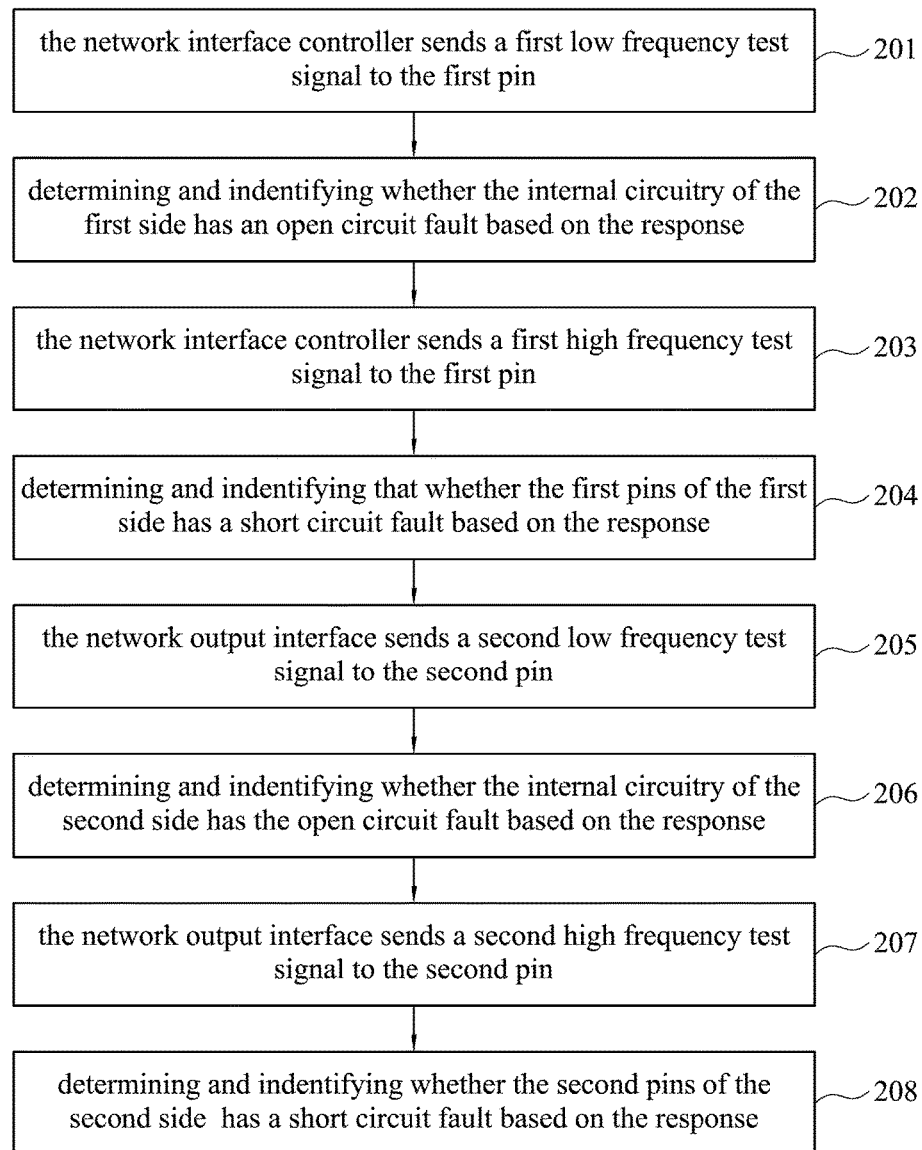 the network interface controller sends a first low frequency test
signal to the first pin
201
determining and indentifying whether the internal circuitry of the
first side has an open circuit fault based on the response
202
the network interface controller sends a first high frequency test
signal to the first pin
203
determining and indentifying that whether the first pins of the first
side has a short circuit fault based on the response
204
the network output interface sends a second low frequency test
signal to the second pin
205
determining and indentifying whether the internal circuitry of the
second side has the open circuit fault based on the response
206
the network output interface sends a second high frequency test
signal to the second pin
207
determining and indentifying whether the second pins of the
second side has a short circuit fault based on the response
208